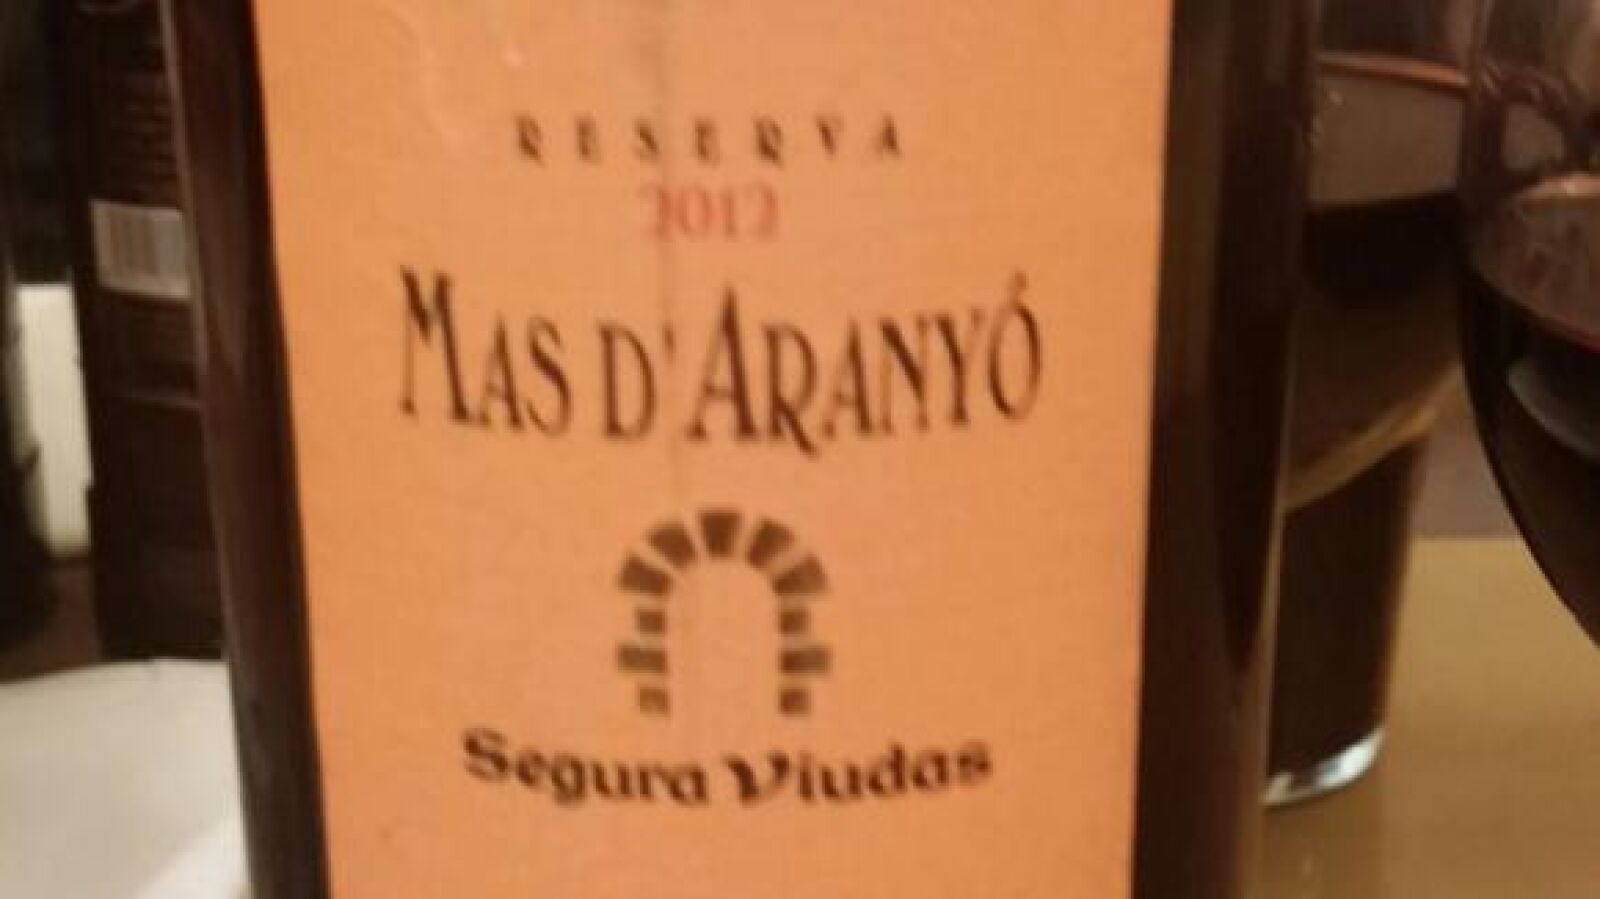 RESERVA
2012
MAS D'ARANYÓ
Segura Viudas